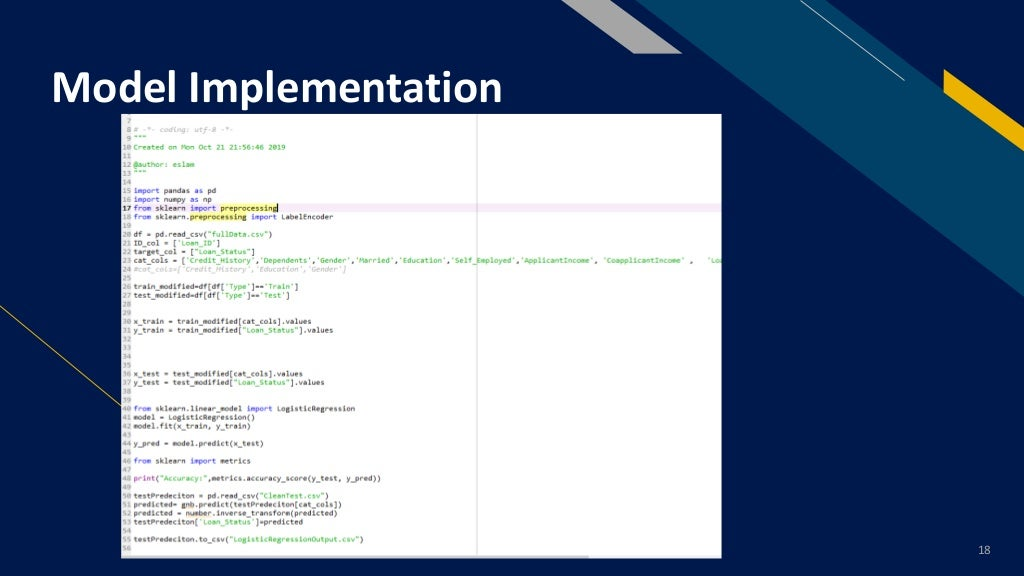 Model Implementation
7
8 # -*- coding: utf-8 -*-
9 """
10 Created on Mon Oct 21 21:56:46 2019
11
12 @author: eslam
13 """
14
15 import pandas as pd
16 import numpy as np
17 from sklearn import preprocessing
18 from sklearn.preprocessing import LabelEncoder
19
20 df = pd.read_csv("fullData.csv")
21 ID_col = ['Loan_ID']
22 target_col = ["Loan_Status"]
23 cat_cols = ['Credit_History','Dependents','Gender','Married','Education','Self_Employed','ApplicantIncome', 'CoapplicantIncome' , 'Loa
24 #cat_cols=['Credit_History','Education','Gender']
25
26 train_modified=df[df['Type']=='Train']
27 test_modified=df[df['Type']=='Test']
28
29
30 x_train = train_modified[cat_cols].values
31 y_train = train_modified["Loan_Status"].values
32
33
34
35
36 x_test = test_modified[cat_cols].values
37 y_test = test_modified["Loan_Status"].values
38
39
40 from sklearn.linear_model import LogisticRegression
41 model = LogisticRegression()
42 model.fit(x_train, y_train)
43
44 y_pred = model.predict(x_test)
45
46 from sklearn import metrics
47
48 print("Accuracy:",metrics.accuracy_score(y_test, y_pred))
49
50 testPredeciton = pd.read_csv("CleanTest.csv")
51 predicted= gnb.predict(testPredeciton[cat_cols])
52 predicted = number.inverse_transform(predicted)
53 testPredeciton['Loan_Status']=predicted
54
55 testPredeciton.to_csv("LogisticRegressionOutput.csv")
56
18